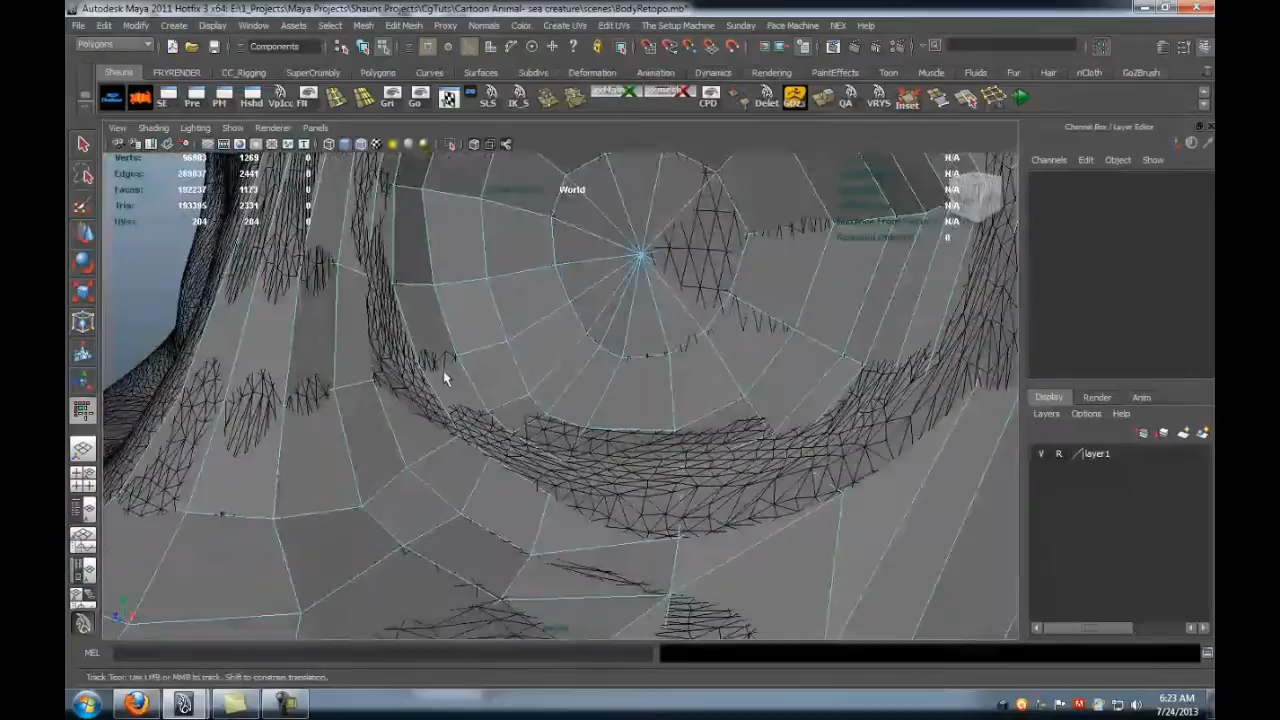 Autodesk Maya 2011 Hotfix 3 x64: E:\1_Projects\Maya Projects\Shauns Projects\CgTuts\Cartoon Animal- sea creature\scenes\BodyRetopo.mb*
File Edit Modify Create Display Window Assets Select Mesh Edit Mesh Proxy Normals Color Create UVs Edit UVs The Setup Machine Sunday Face Machine NEX Help
Polygons Components
Shauns FRYRENDER CC_Rigging SuperCrumbly Polygons Curves Surfaces Subdivs Deformation Animation Dynamics Rendering PaintEffects Toon Muscle Fluids Fur Hair nCloth GoZBrush
SE Pre PM Hshd Gri Go SLS IK_S CPD Delet QA VRYS Inset
View Shading Lighting Show Renderer Panels
Channel Box / Layer Editor
Channels Edit Object Show
Verts: 96883 1269 0 N/A
Edges: 289037 2441 0 N/A
Faces: 192237 1173 0 N/A
Tris: 193395 2331 0 N/A
UVs: 204 204 0 N/A
World
0
Display Render Anim
Layers Options Help
V R layer1
MEL
Track Tool: Use LMB or MMB to track. Shift to constrain translation.
6:23 AM
7/24/2013